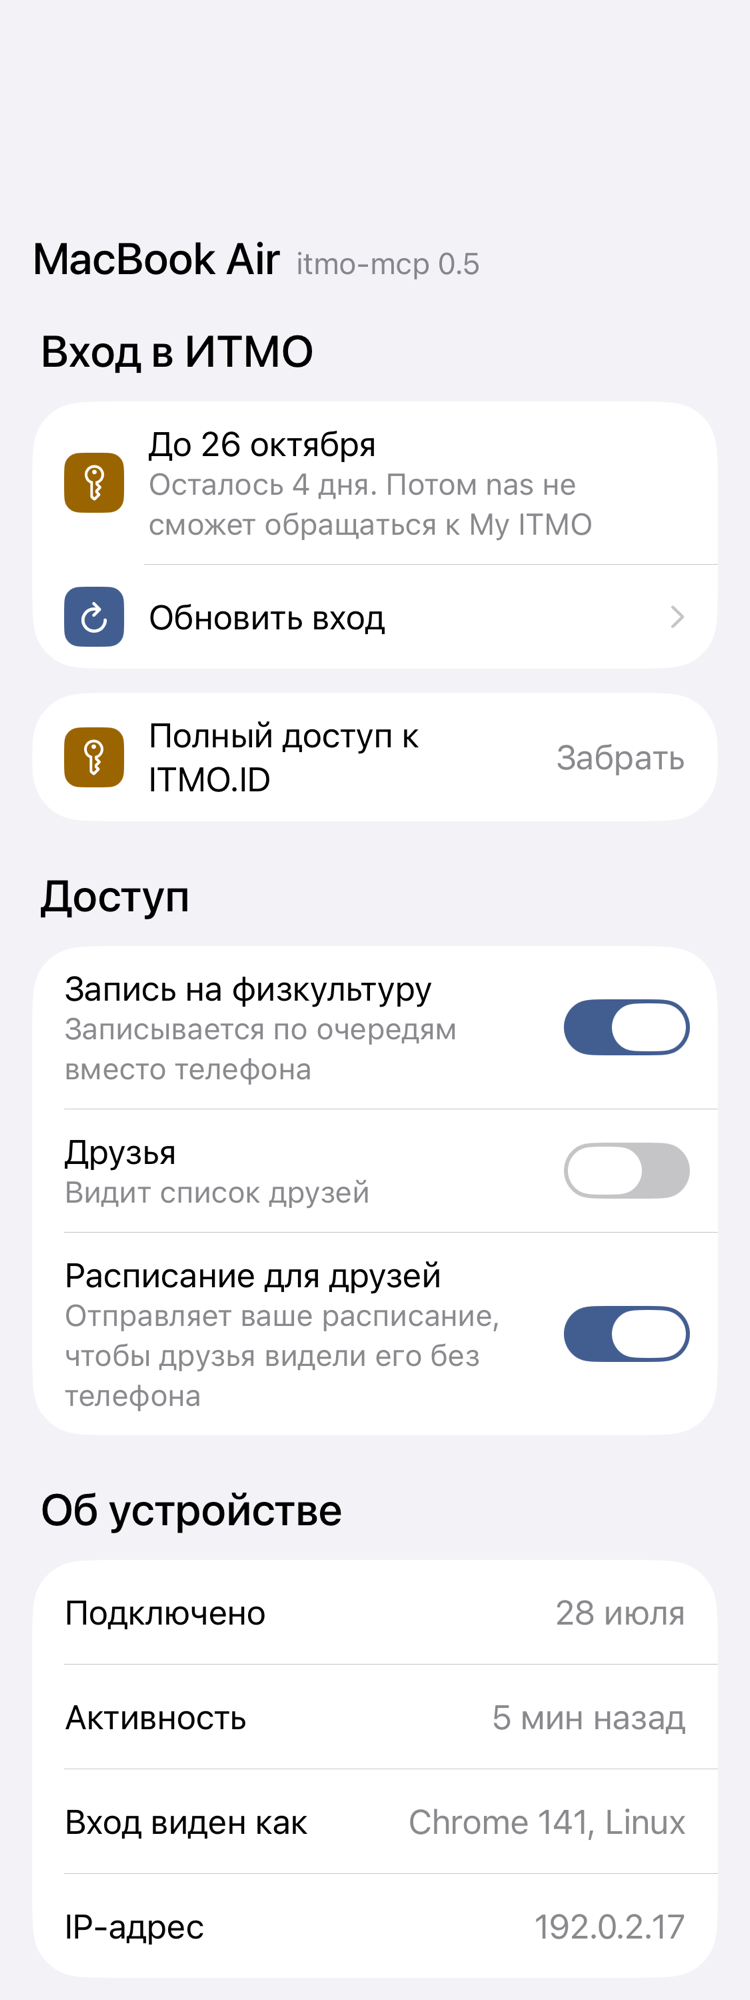 MacBook Air itmo-mcp 0.5
Вход в ИТМО
До 26 октября
Осталось 4 дня. Потом nas не
сможет обращаться к My ITMO
Обновить вход
Полный доступ к
ITMO.ID
Забрать
Доступ
Запись на физкультуру
Записывается по очередям
вместо телефона
Друзья
Видит список друзей
Расписание для друзей
Отправляет ваше расписание,
чтобы друзья видели его без
телефона
Об устройстве
Подключено 28 июля
Активность 5 мин назад
Вход виден как Chrome 141, Linux
IP-адрес 192.0.2.17